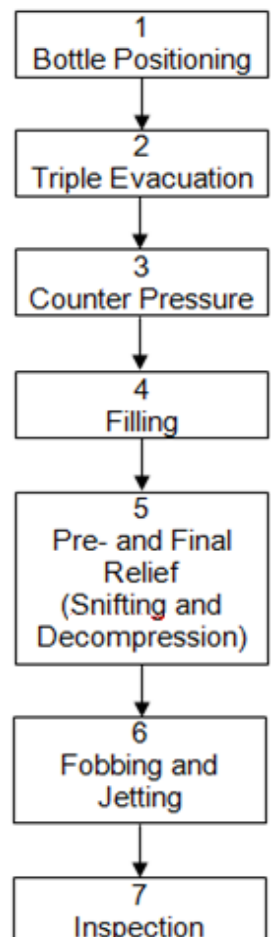 1
Bottle Positioning
2
Triple Evacuation
3
Counter Pressure
4
Filling
5
Pre- and Final
Relief
(Snifting and
Decompression)
6
Fobbing and
Jetting
7
Inspection